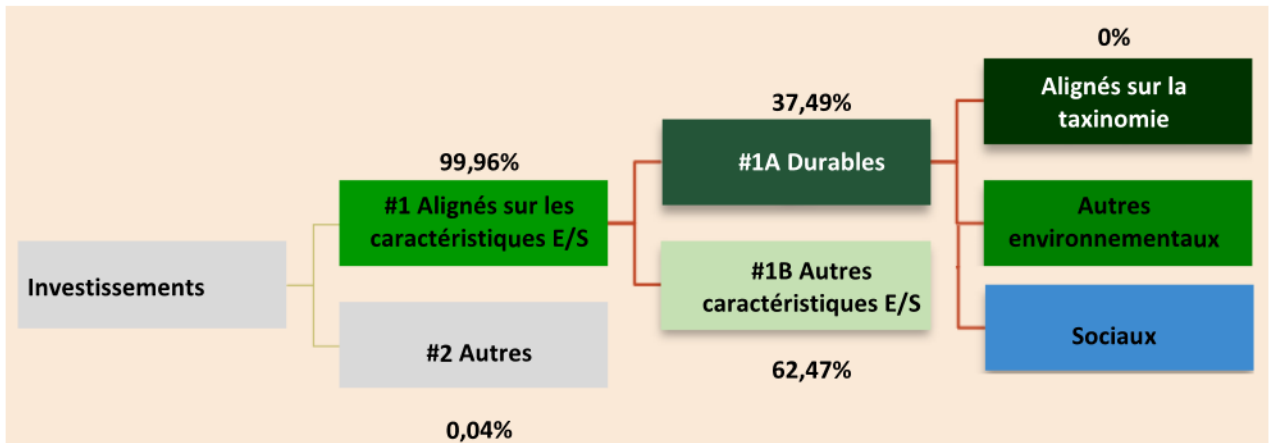 0%
Alignés sur la
taxinomie
37,49%
#1A Durables
99,96%
#1 Alignés sur les
caractéristiques E/S
Autres
environnementaux
Investissements
#1B Autres
caractéristiques E/S
#2 Autres
Sociaux
62,47%
0,04%